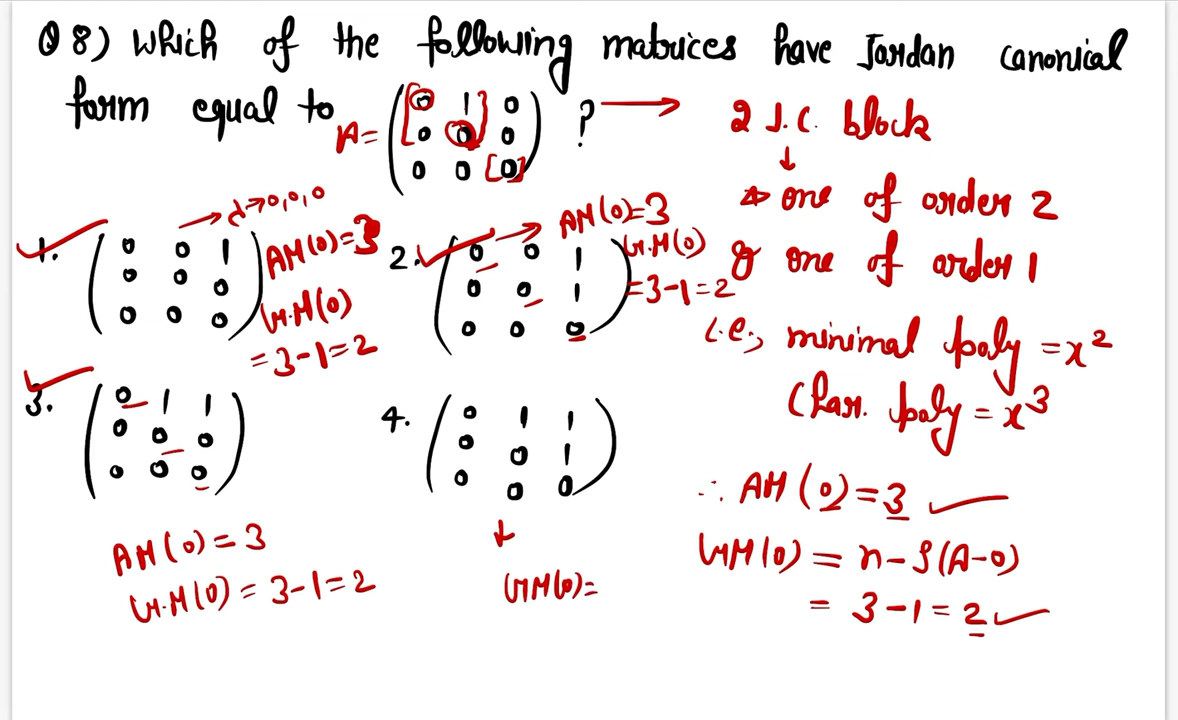 Q 8) Which of the following matrices have Jordan canonical
form equal to A = ( 0 1 0
0 0 0
0 0 0 ) ? → 2 J.C. block
↓
one of order 2
& one of order 1
i.e., minimal poly = x²
Char. poly = x³
∴ AM (0) = 3 ✓
GM(0) = n - ρ(A-0)
= 3 - 1 = 2 ✓
1. ( 0 0 1
0 0 0
0 0 0 )
→ λ→0,0,0
AM(0)=3
G.M(0)
= 3-1=2
2. ( 0 0 1
0 0 1
0 0 0 )
→ AM(0)=3
G.M(0)
=3-1=2
3. ( 0 1 1
0 0 0
0 0 0 )
AM(0) = 3
G.M(0) = 3-1=2
4. ( 0 1 1
0 0 1
0 0 0 )
↓
GM(0)=